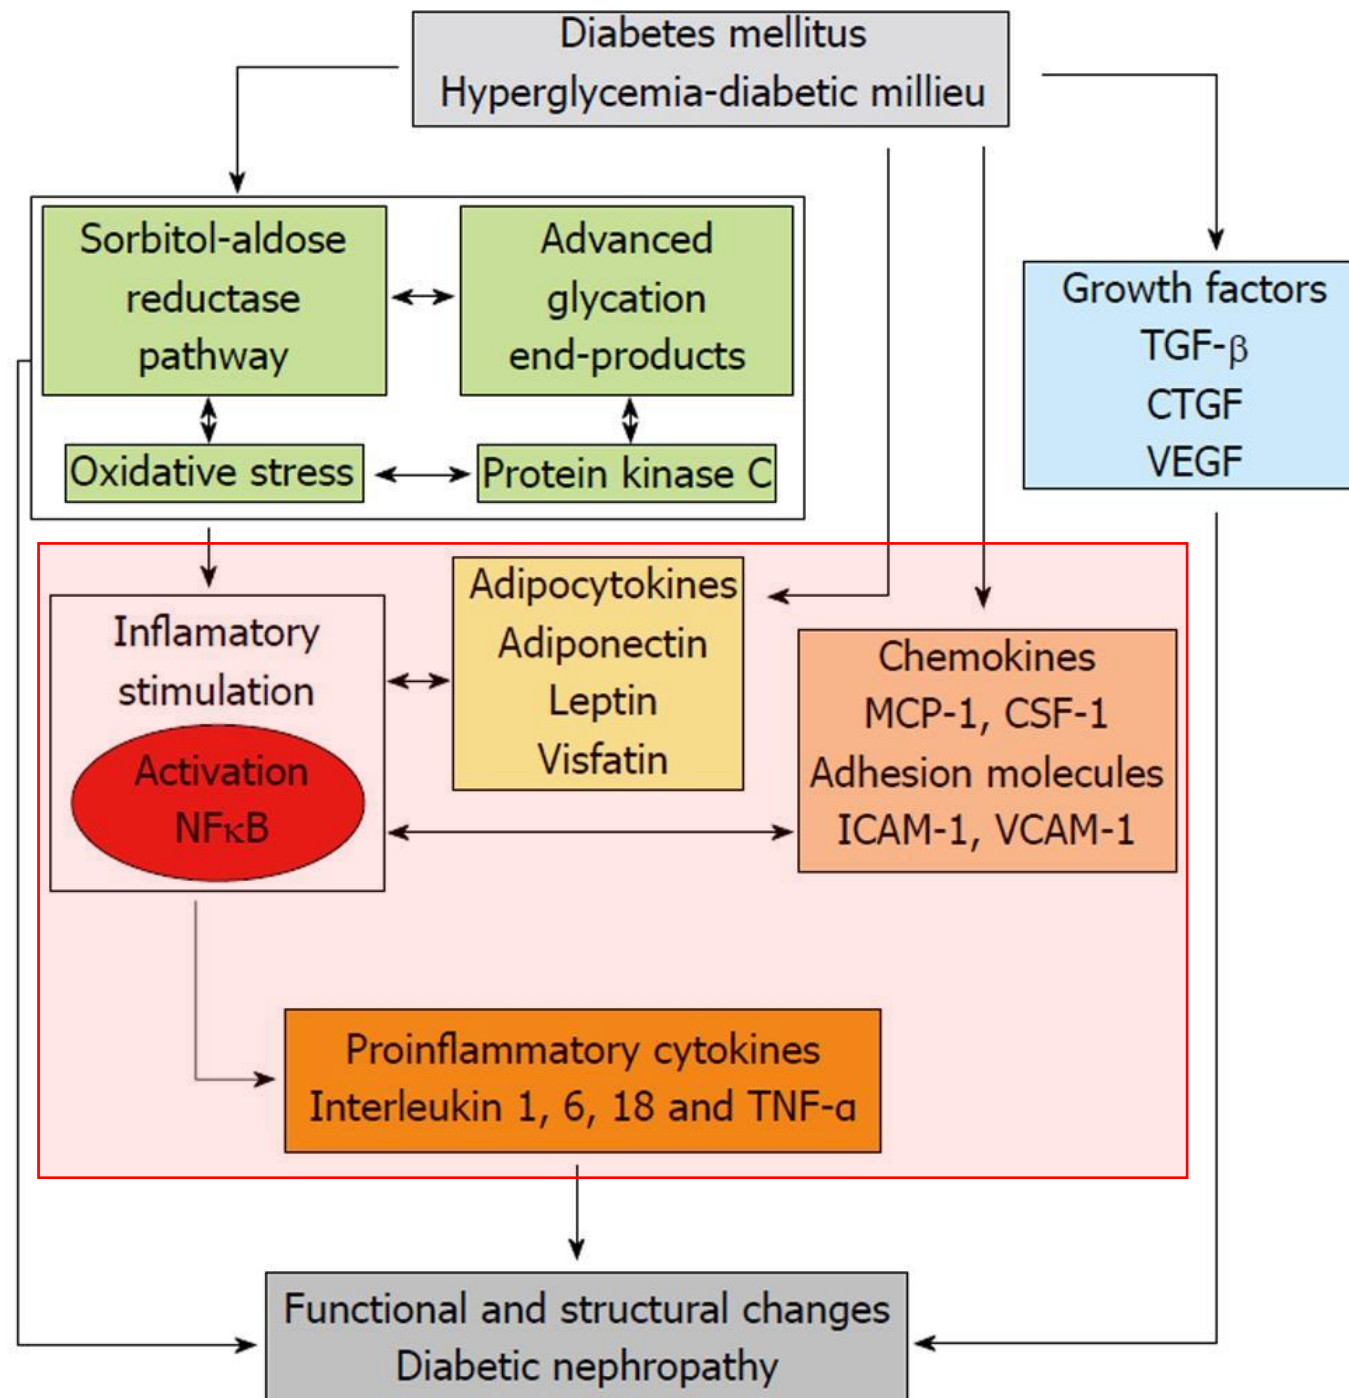 Diabetes mellitus
Hyperglycemia-diabetic millieu
Sorbitol-aldose
reductase
pathway
Advanced
glycation
end-products
Oxidative stress
Protein kinase C
Growth factors
TGF-β
CTGF
VEGF
Inflamatory
stimulation
Activation
NFκB
Adipocytokines
Adiponectin
Leptin
Visfatin
Chemokines
MCP-1, CSF-1
Adhesion molecules
ICAM-1, VCAM-1
Proinflammatory cytokines
Interleukin 1, 6, 18 and TNF-α
Functional and structural changes
Diabetic nephropathy